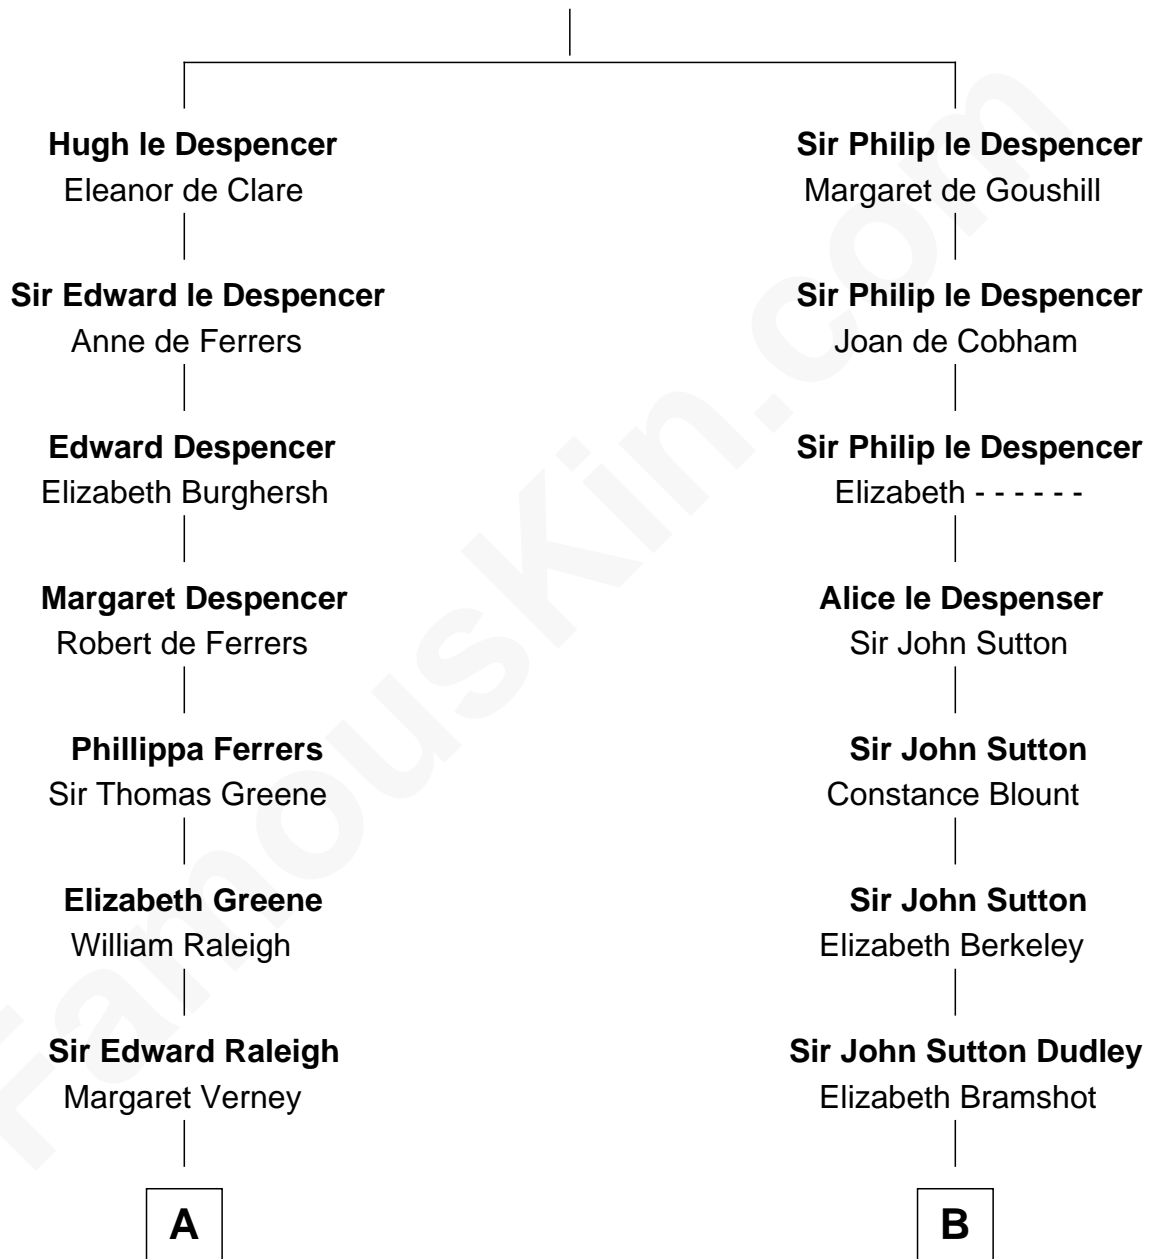 Hugh le Despencer
Eleanor de Clare
Sir Edward le Despencer
Anne de Ferrers
Edward Despencer
Elizabeth Burghersh
Margaret Despencer
Robert de Ferrers
Phillippa Ferrers
Sir Thomas Greene
Elizabeth Greene
William Raleigh
Sir Edward Raleigh
Margaret Verney
A
Sir Philip le Despencer
Margaret de Goushill
Sir Philip le Despencer
Joan de Cobham
Sir Philip le Despencer
Elizabeth - - - - - -
Alice le Despenser
Sir John Sutton
Sir John Sutton
Constance Blount
Sir John Sutton
Elizabeth Berkeley
Sir John Sutton Dudley
Elizabeth Bramshot
B
FamousKin.com